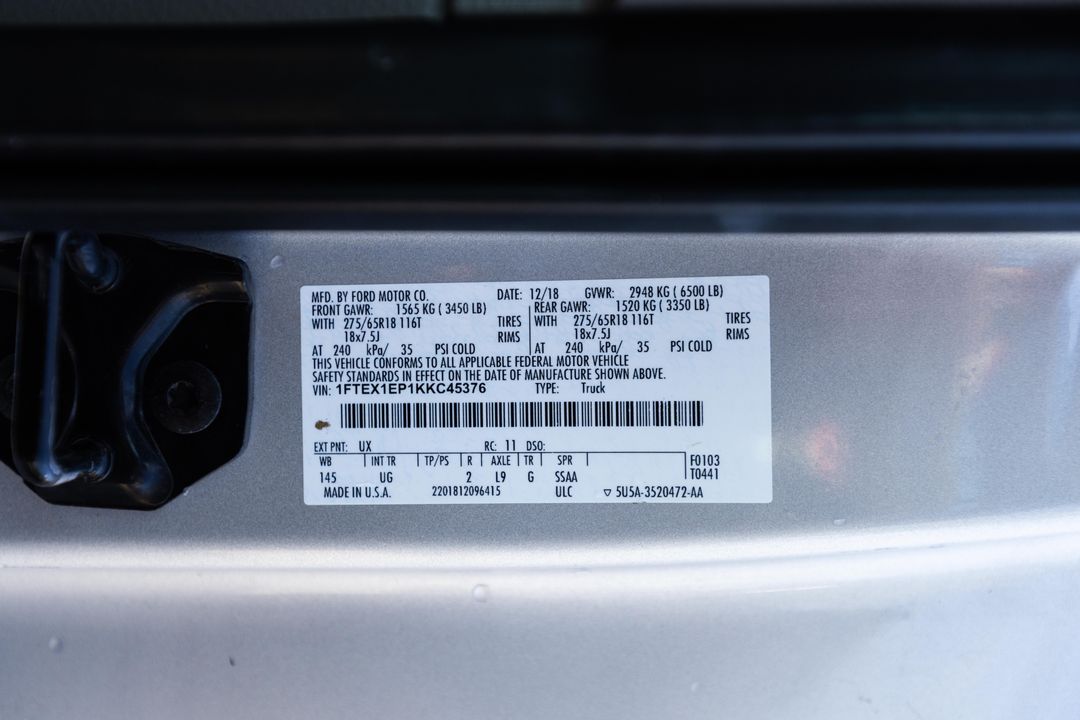 MFD. BY FORD MOTOR CO. DATE: 12/18 GVWR: 2948 KG ( 6500 LB)
FRONT GAWR: 1565 KG ( 3450 LB) REAR GAWR: 1520 KG ( 3350 LB)
WITH 275/65R18 116T TIRES WITH 275/65R18 116T TIRES
18x7.5J RIMS 18x7.5J RIMS
AT 240 kPa/ 35 PSI COLD AT 240 kPa/ 35 PSI COLD
THIS VEHICLE CONFORMS TO ALL APPLICABLE FEDERAL MOTOR VEHICLE
SAFETY STANDARDS IN EFFECT ON THE DATE OF MANUFACTURE SHOWN ABOVE.
VIN: 1FTEX1EP1KKC45376 TYPE: Truck
EXT PNT: UX RC: 11 DSO:
WB INT TR TP/PS R AXLE TR SPR F0103
145 UG 2 L9 G SSAA T0441
MADE IN U.S.A. 2201812096415 ULC ▽ 5U5A-3520472-AA